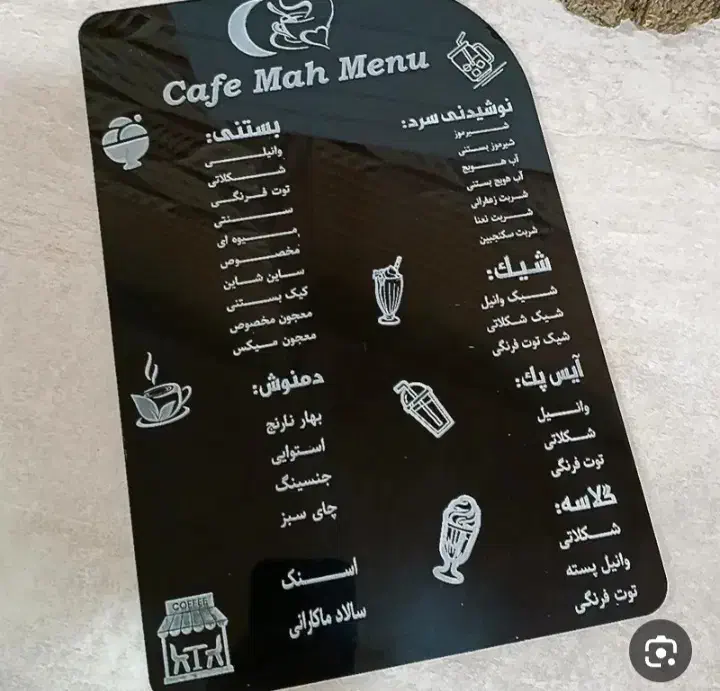 Cafe Mah Menu
نوشیدنی سرد:
شیرموز
شیرموز بستنی
آب هویج
آب هویج بستنی
شربت زعفرانی
شربت نعنا
شربت سکنجبین
شیک:
شیک وانیل
شیک شکلاتی
شیک توت فرنگی
آیس پک:
وانیل
شکلاتی
توت فرنگی
گلاسه:
شکلاتی
وانیل پسته
توت فرنگی
بستنی:
وانیلی
شکلاتی
توت فرنگی
سنتی
میوه ای
مخصوص
ساین شاین
کیک بستنی
معجون مخصوص
معجون میکس
دمنوش:
بهار نارنج
استوایی
جنسینگ
چای سبز
اسنک
سالاد ماکارانی
COFFEE